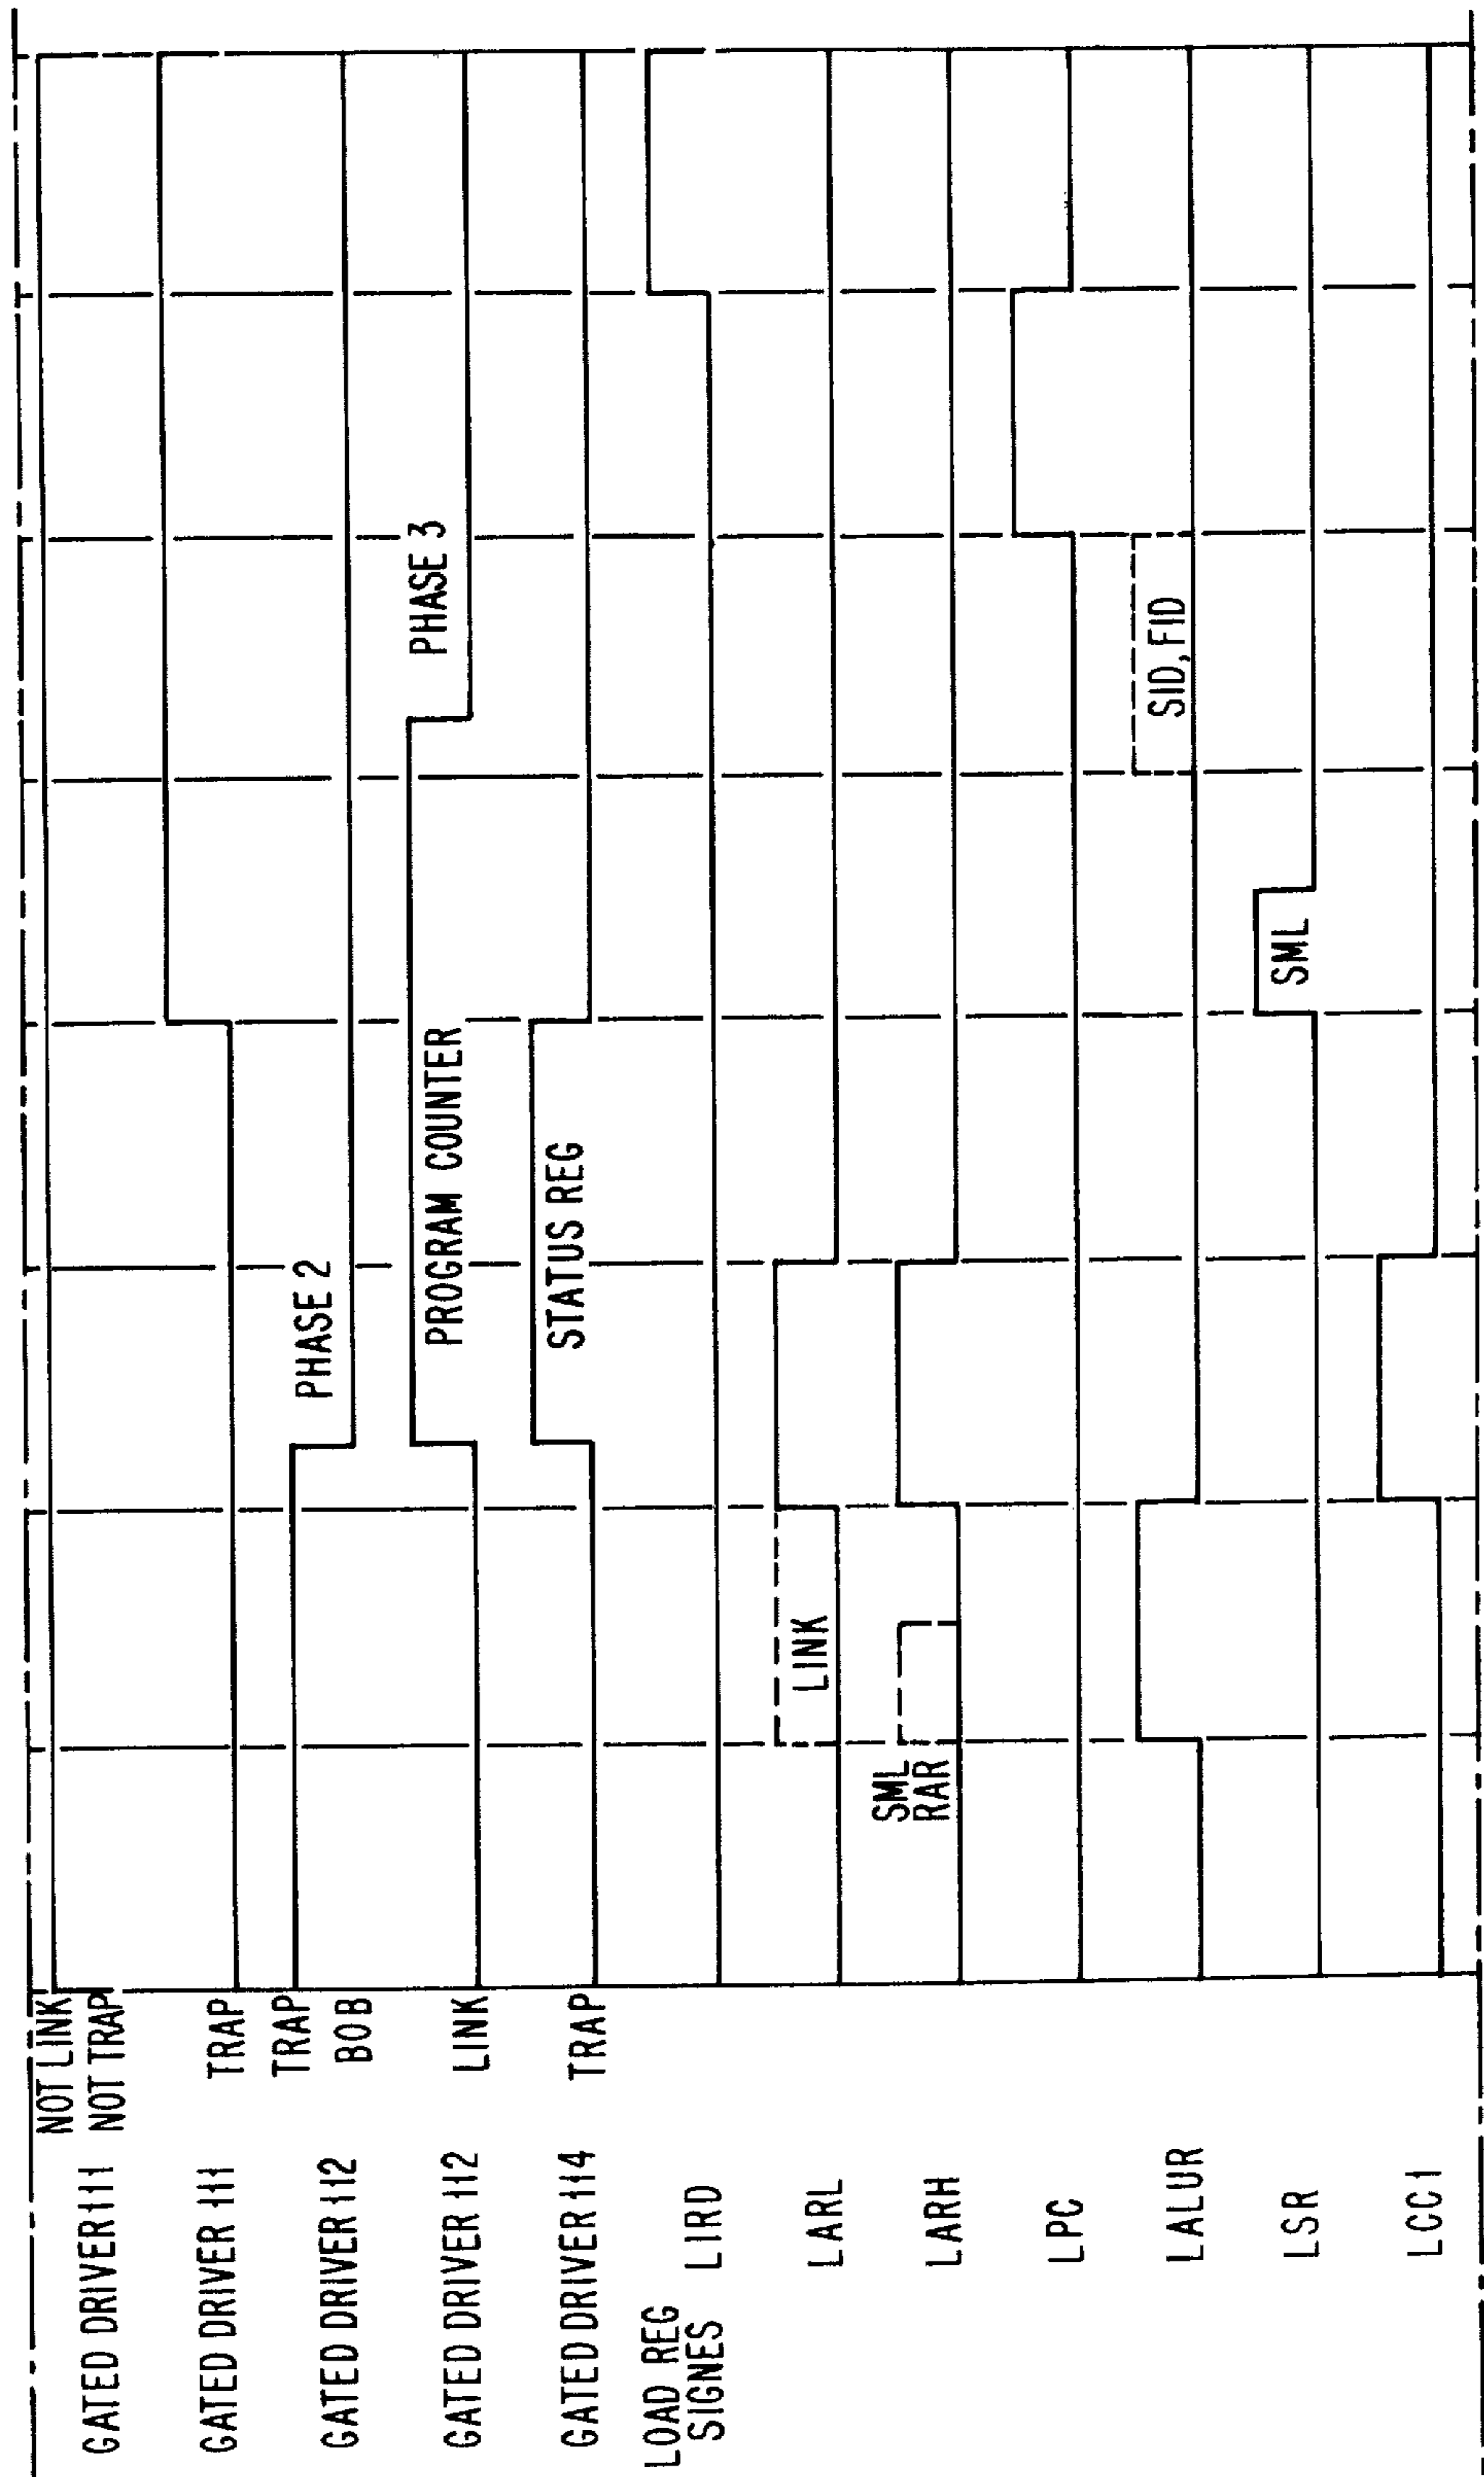 GATED DRIVER 111 NOT LINK
NOT TRAP
GATED DRIVER 111 TRAP
TRAP
GATED DRIVER 112 BOB
PHASE 2
GATED DRIVER 112 LINK
PROGRAM COUNTER
PHASE 3
GATED DRIVER 114 TRAP
STATUS REG
LOAD REG
SIGNES
LIRD
LARL
LINK
LARH
SML
RAR
LPC
LALUR
SID, FID
LSR
SML
LCC1